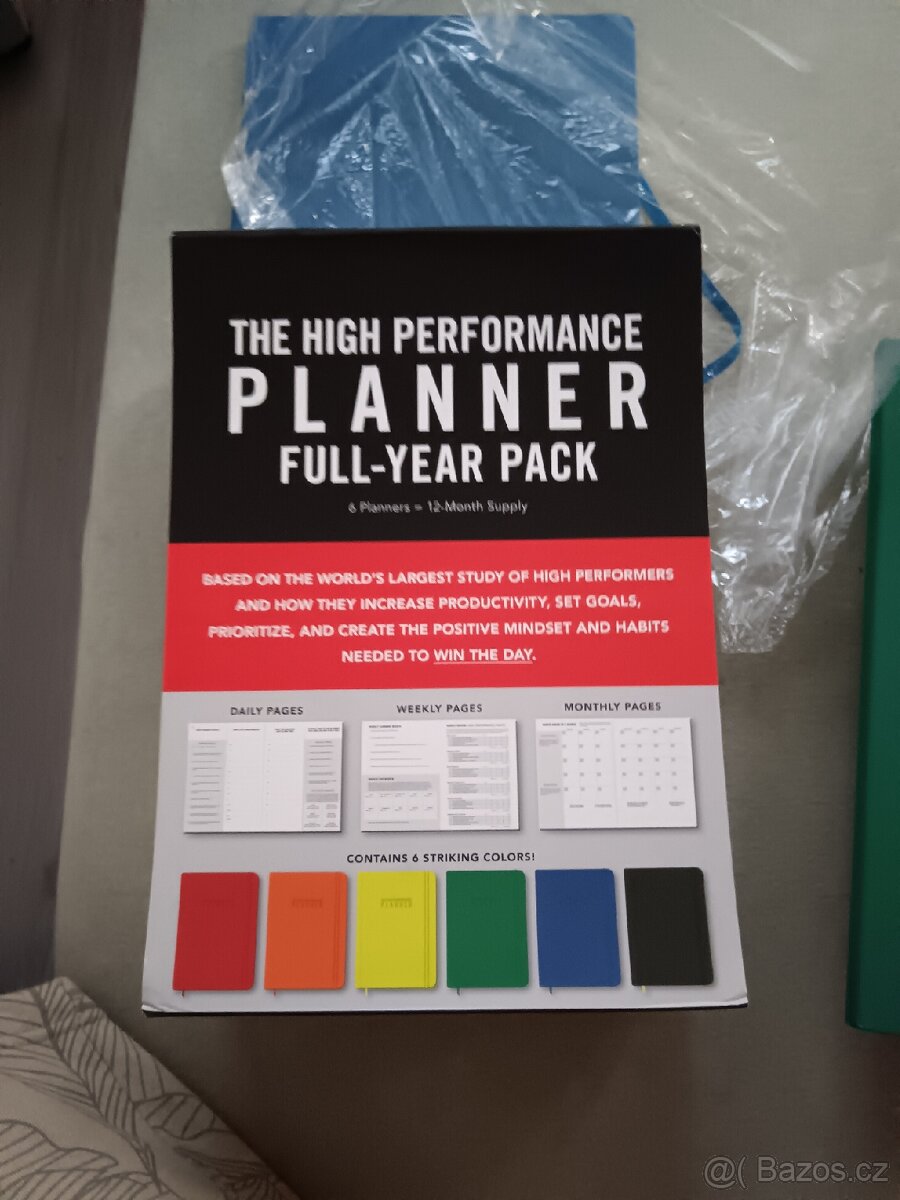 THE HIGH PERFORMANCE
PLANNER
FULL-YEAR PACK
6 Planners = 12-Month Supply
BASED ON THE WORLD'S LARGEST STUDY OF HIGH PERFORMERS
AND HOW THEY INCREASE PRODUCTIVITY, SET GOALS,
PRIORITIZE, AND CREATE THE POSITIVE MINDSET AND HABITS
NEEDED TO WIN THE DAY.
DAILY PAGES
WEEKLY PAGES
MONTHLY PAGES
CONTAINS 6 STRIKING COLORS!
PLANNER
PLANNER
@( Bazos.cz